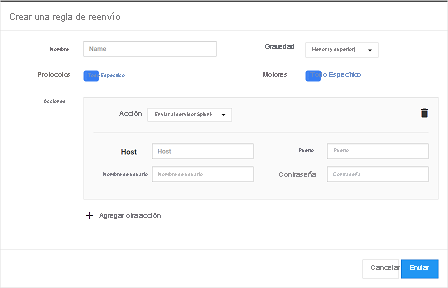 Crear una regla de reenvío
Nombre Name Gravedad Menor y superior)
Protocolos Específico Motores Específico
Acciones
Acción Enviar al servidor Splunk
Host Host Puerto Puerto
Nombre de usuario Nombre de usuario Contraseña Contraseña
Agregar otra acción
Cancelar Enviar